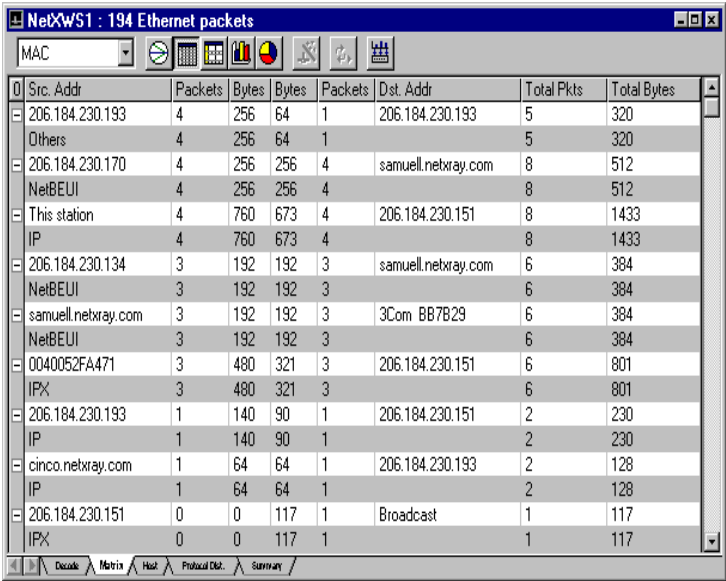 NetXWS1 : 194 Ethernet packets
MAC
0 Src. Addr Packets Bytes Bytes Packets Dst. Addr Total Pkts Total Bytes
206.184.230.193 4 256 64 1 206.184.230.193 5 320
Others 4 256 64 1 5 320
206.184.230.170 4 256 256 4 samuell.netxray.com 8 512
NetBEUI 4 256 256 4 8 512
This station 4 760 673 4 206.184.230.151 8 1433
IP 4 760 673 4 8 1433
206.184.230.134 3 192 192 3 samuell.netxray.com 6 384
NetBEUI 3 192 192 3 6 384
samuell.netxray.com 3 192 192 3 3Com BB7B29 6 384
NetBEUI 3 192 192 3 6 384
0040052FA471 3 480 321 3 206.184.230.151 6 801
IPX 3 480 321 3 6 801
206.184.230.193 1 140 90 1 206.184.230.151 2 230
IP 1 140 90 1 2 230
cinco.netxray.com 1 64 64 1 206.184.230.193 2 128
IP 1 64 64 1 2 128
206.184.230.151 0 0 117 1 Broadcast 1 117
IPX 0 0 117 1 1 117
Decode Matrix Host Protocol Dist. Summary